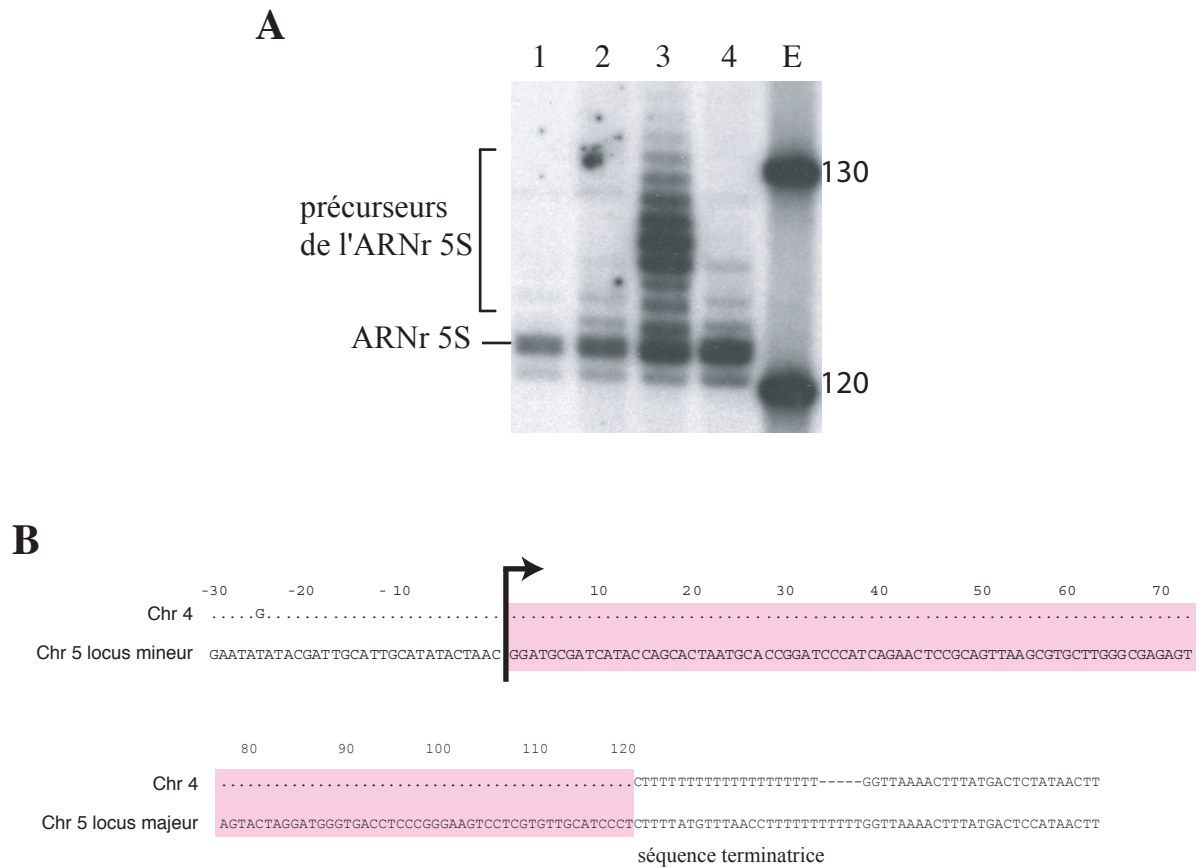 A
1 2 3 4 E
130
précurseurs
de l'ARNr 5S
ARNr 5S
120
B
-30 -20 - 10 10 20 30 40 50 60 70
Chr 4 .....G....................................................................................................
Chr 5 locus mineur GAATATATACGATTGCATTGCATATACTAAC GGATGCGATCATACCAGCACTAATGCACCGGATCCCATCAGAACTCCGCAGTTAAGCGTGCTTGGGCGAGAGT
80 90 100 110 120
Chr 4 .............................................CTTTTTTTTTTTTTTTTTTTT-----GGTTAAAACTTTATGACTCTATAACTT
Chr 5 locus majeur AGTACTAGGATGGGTGACCTCCCGGGAAGTCCTCGTGTTGCATCCCTCTTTTATGTTTAACCTTTTTTTTTTTGGTTAAAACTTTATGACTCCATAACTT
séquence terminatrice